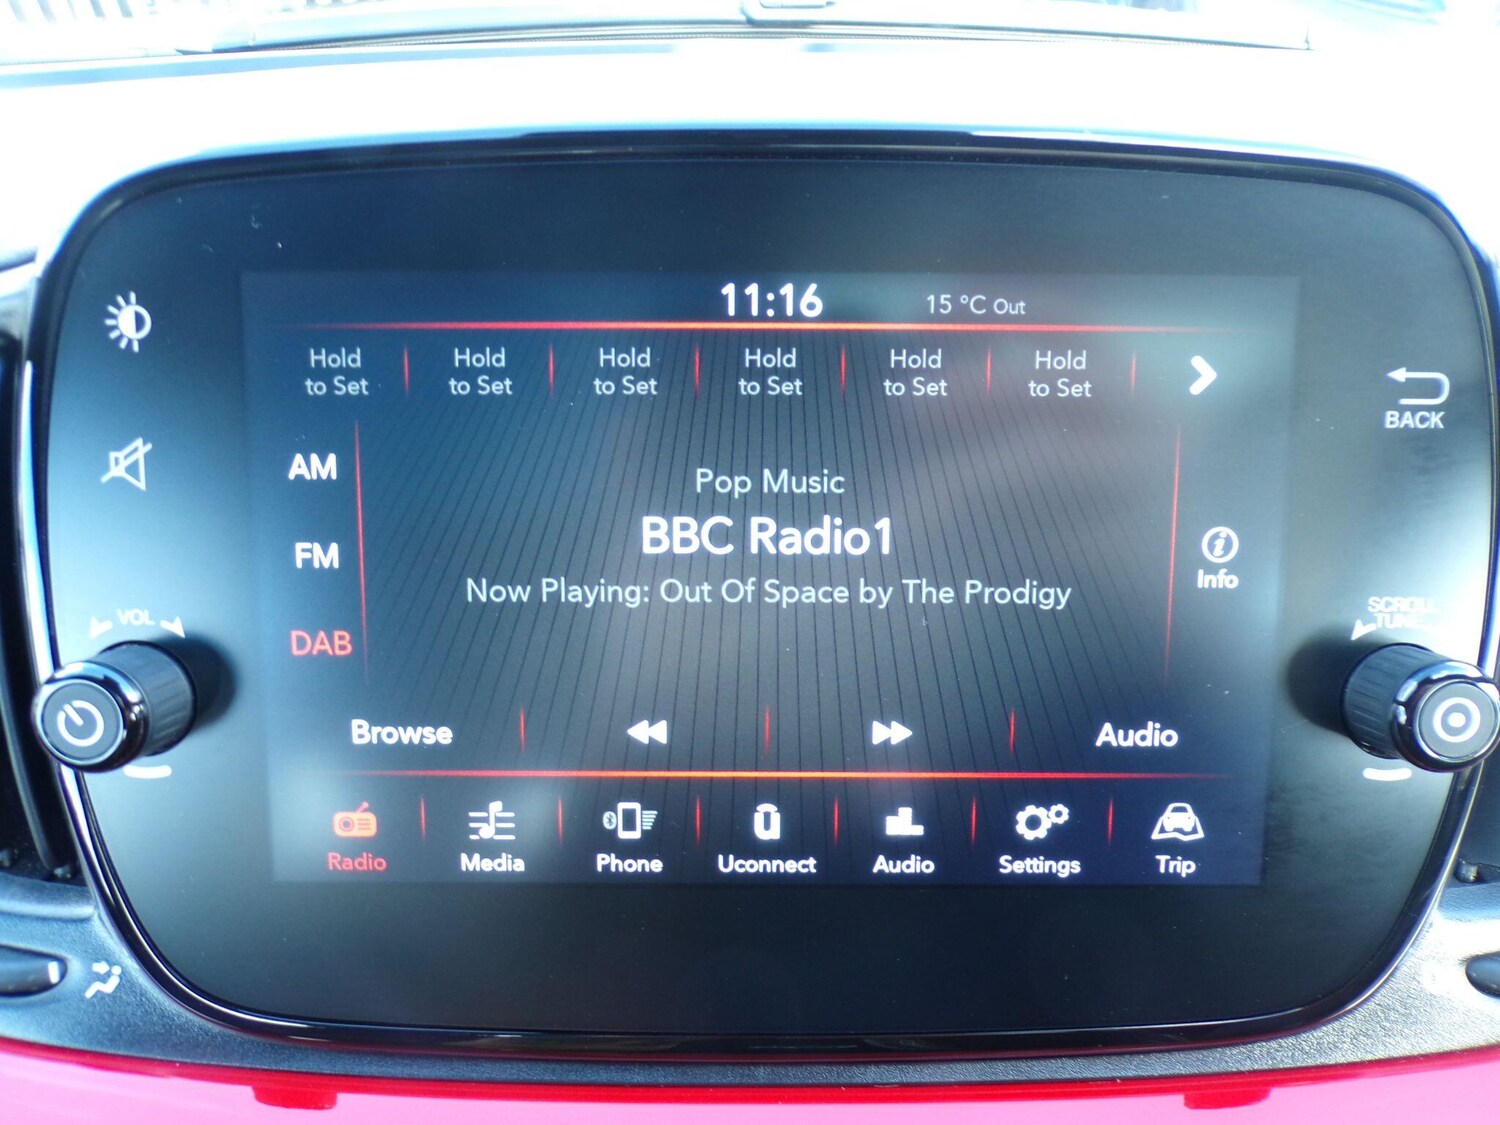 11:16 15 °C Out
Hold to Set
Hold to Set
Hold to Set
Hold to Set
Hold to Set
Hold to Set
BACK
AM
FM
DAB
Pop Music
BBC Radio1
Now Playing: Out Of Space by The Prodigy
Info
VOL
SCROLL
TUNE
Browse
Audio
Radio
Media
Phone
Uconnect
Audio
Settings
Trip